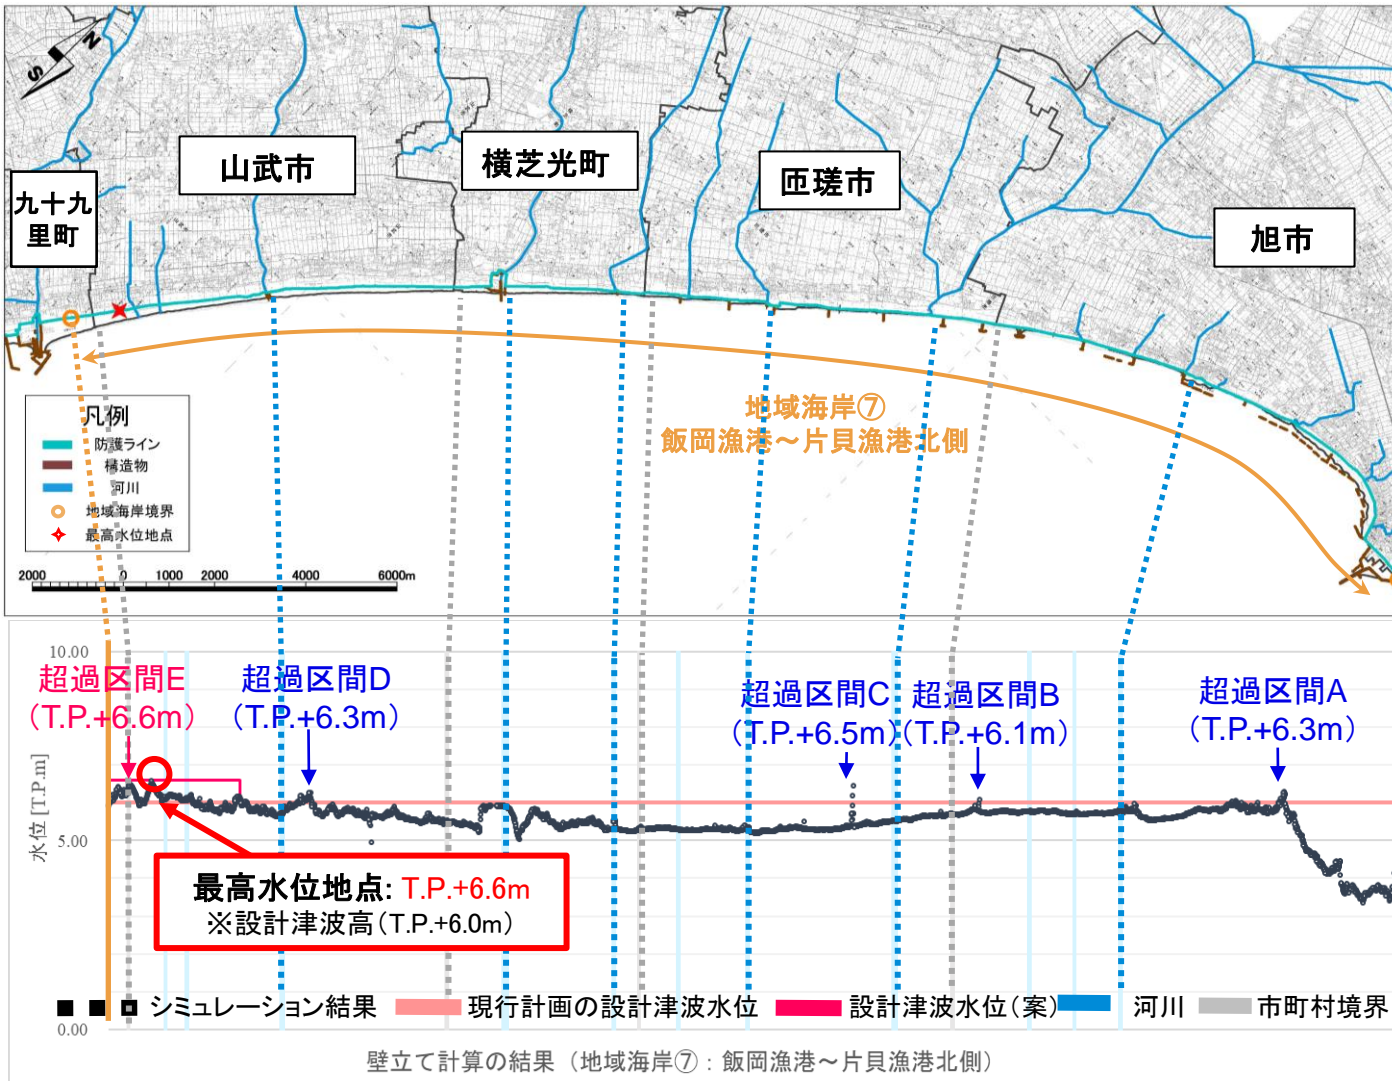 N
S
山武市
横芝光町
匝瑳市
旭市
九十九
里町
地域海岸⑦
飯岡漁港～片貝漁港北側
凡例
防護ライン
構造物
河川
地域海岸境界
最高水位地点
2000 0 1000 2000 4000 6000m
10.00
5.00
0.00
水位 [T.P.m]
超過区間E
（T.P.+6.6m）
超過区間D
（T.P.+6.3m）
超過区間C
（T.P.+6.5m）
超過区間B
（T.P.+6.1m）
超過区間A
（T.P.+6.3m）
最高水位地点: T.P.+6.6m
※設計津波高（T.P.+6.0m）
シミュレーション結果 現行計画の設計津波水位 設計津波水位（案） 河川 市町村境界
壁立て計算の結果（地域海岸⑦：飯岡漁港～片貝漁港北側）